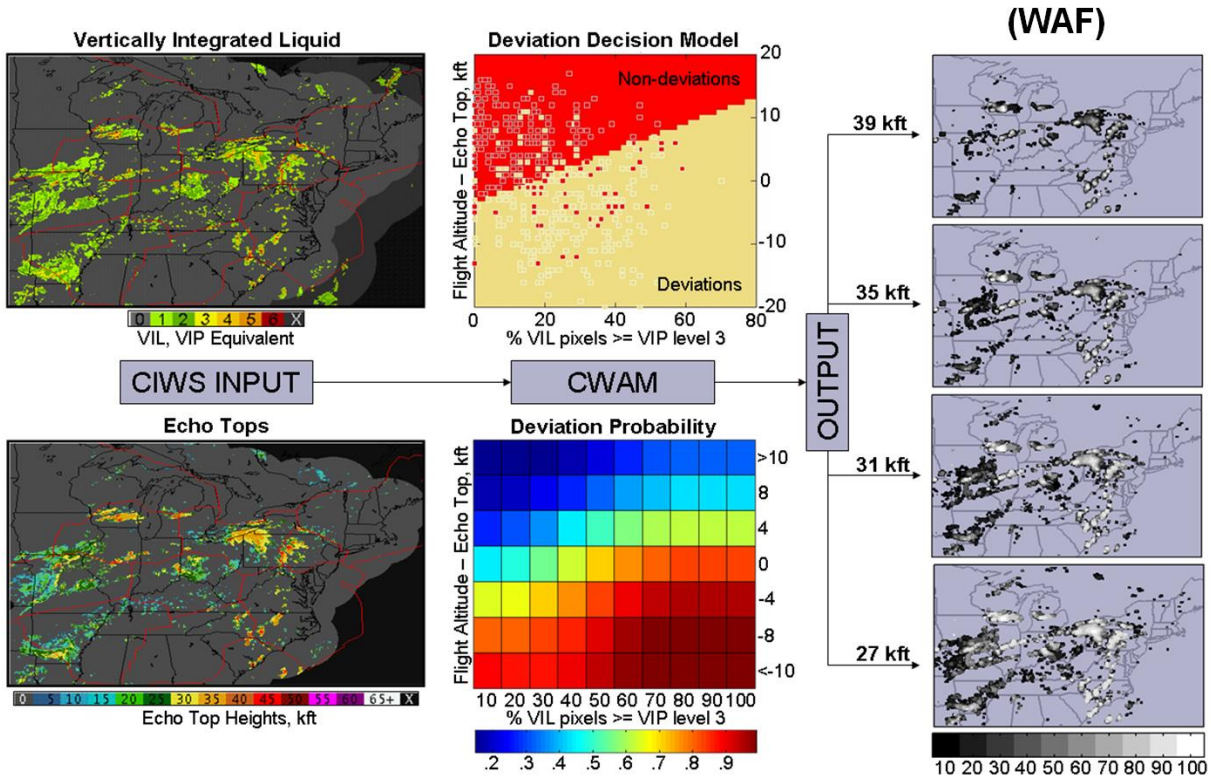 (WAF)
Vertically Integrated Liquid
0 1 2 3 4 5 6 X
VIL, VIP Equivalent
Deviation Decision Model
Non-deviations
Deviations
Flight Altitude – Echo Top, kft
20
10
0
-10
-20
0 20 40 60 80
% VIL pixels >= VIP level 3
CIWS INPUT
CWAM
OUTPUT
39 kft
35 kft
31 kft
27 kft
Echo Tops
0 5 10 15 20 25 30 35 40 45 50 55 60 65+ X
Echo Top Heights, kft
Deviation Probability
Flight Altitude – Echo Top, kft
>10
8
4
0
-4
-8
<-10
10 20 30 40 50 60 70 80 90 100
% VIL pixels >= VIP level 3
.2 .3 .4 .5 .6 .7 .8 .9
10 20 30 40 50 60 70 80 90 100